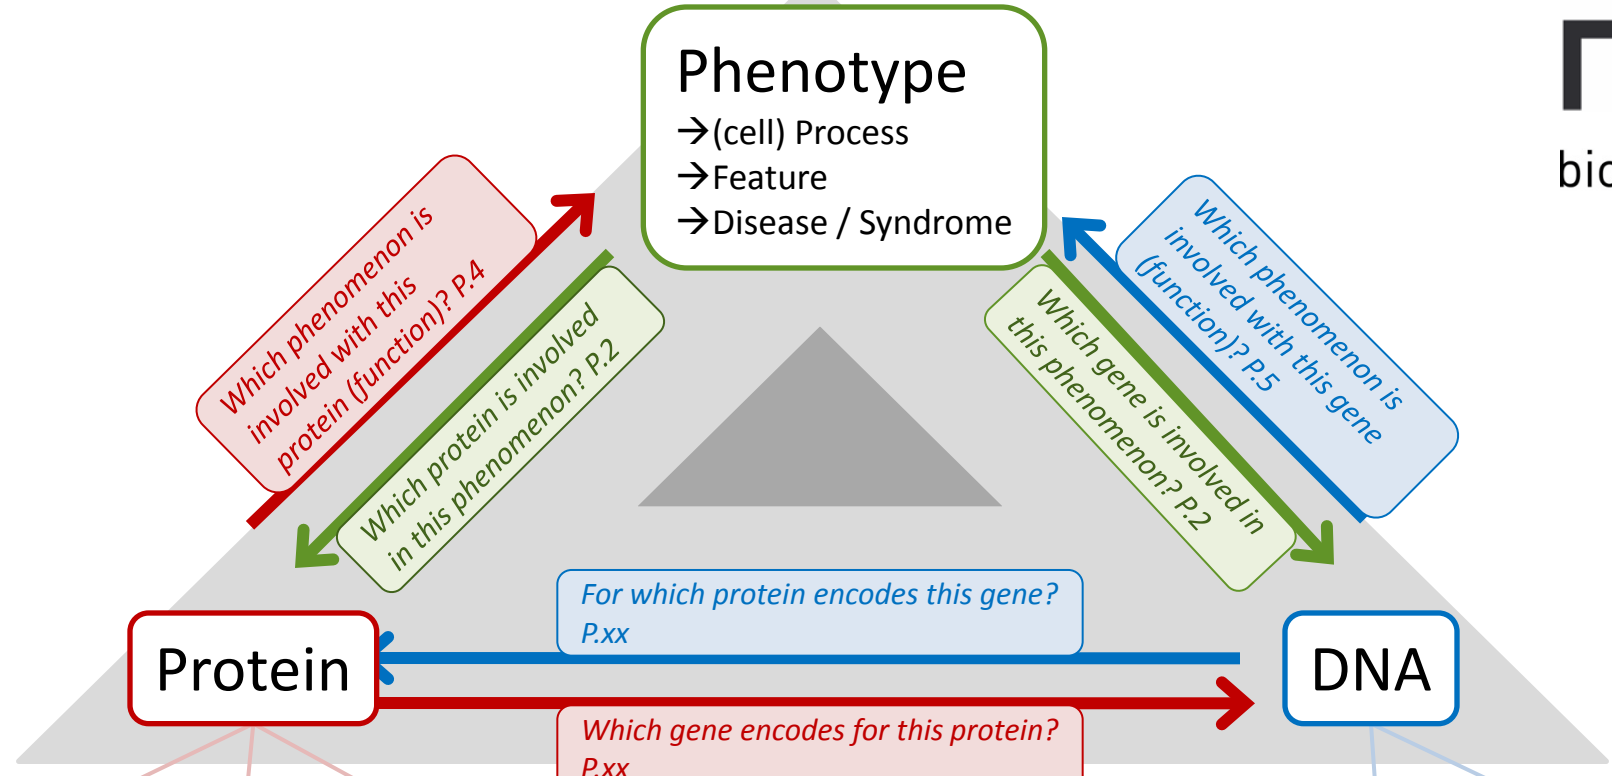 Phenotype
→(cell) Process
→Feature
→Disease / Syndrome
Which phenomenon is
involved with this
protein (function)? P.4
Which protein is involved
in this phenomenon? P.2
Which gene is involved in
this phenomenon? P.2
Which phenomenon is
involved with this gene
(function)? P.5
bio
For which protein encodes this gene?
P.xx
Protein
DNA
Which gene encodes for this protein?
P.xx